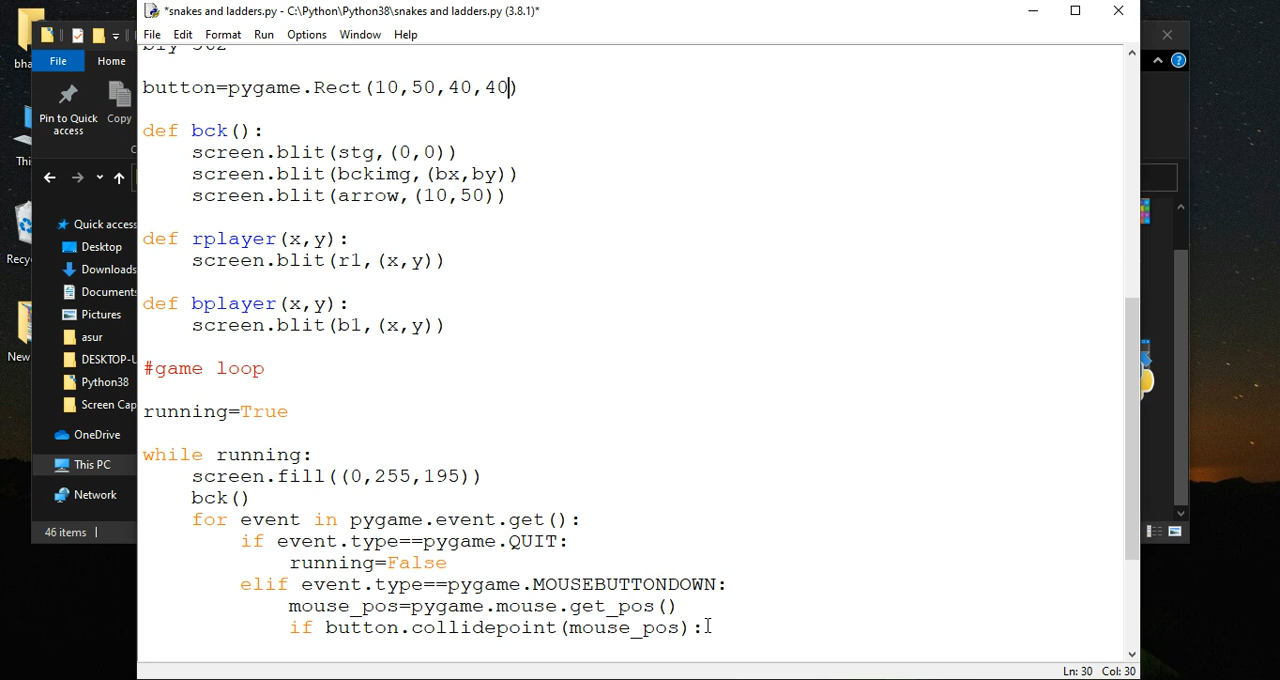 *snakes and ladders.py - C:\Python\Python38\snakes and ladders.py (3.8.1)*
File Edit Format Run Options Window Help
button=pygame.Rect(10,50,40,40)
def bck():
screen.blit(stg,(0,0))
screen.blit(bckimg,(bx,by))
screen.blit(arrow,(10,50))
def rplayer(x,y):
screen.blit(r1,(x,y))
def bplayer(x,y):
screen.blit(b1,(x,y))
#game loop
running=True
while running:
screen.fill((0,255,195))
bck()
for event in pygame.event.get():
if event.type==pygame.QUIT:
running=False
elif event.type==pygame.MOUSEBUTTONDOWN:
mouse_pos=pygame.mouse.get_pos()
if button.collidepoint(mouse_pos):
Ln: 30 Col: 30
File Home
Pin to Quick access
Copy
Quick access
Desktop
Downloads
Documents
Pictures
asur
DESKTOP-U
Python38
Screen Cap
OneDrive
This PC
Network
46 items
bha
Thi
Recy
New